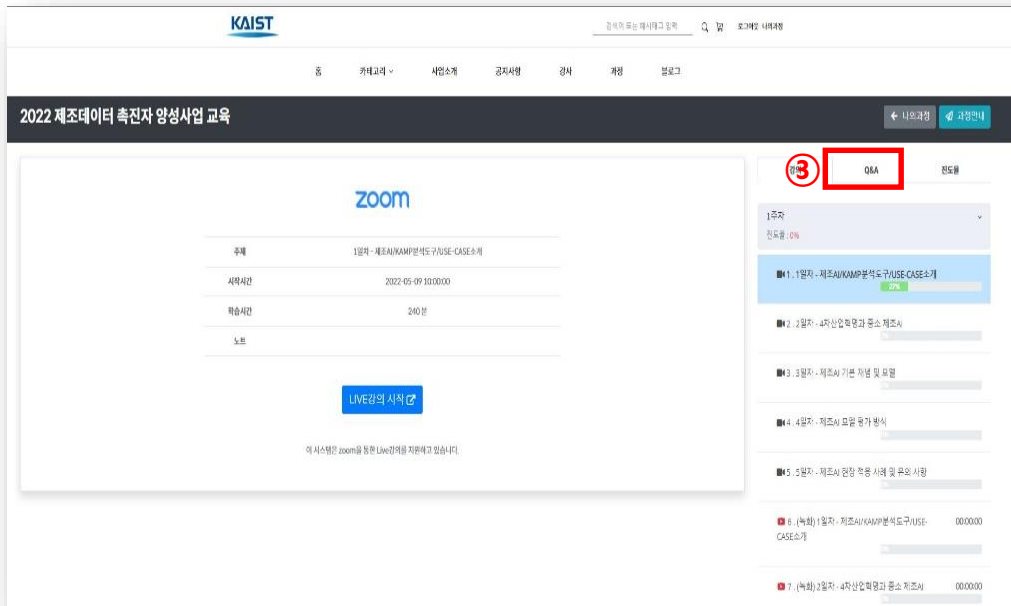 KAIST
검색어 또는 해시태그 입력
로그아웃 나의과정
홈 카테고리 사업소개 공지사항 강사 과정 블로그
2022 제조데이터 촉진자 양성사업 교육
나의과정 과정안내
zoom
주제 1일차 - 제조AI/KAMP분석도구/USE-CASE소개
시작시간 2022-05-09 10:00:00
학습시간 240 분
노트
LIVE강의 시작
이 시스템은 zoom을 통한 Live강의를 지원하고 있습니다.
③ Q&A 진도율
1주차
진도율 : 0%
1 . 1일차 - 제조AI/KAMP분석도구/USE-CASE소개
27%
2 . 2일차 - 4차산업혁명과 중소 제조AI
3 . 3일차 - 제조AI 기본 개념 및 모델
4 . 4일차 - 제조AI 모델 평가 방식
5 . 5일차 - 제조AI 현장 적용 사례 및 유의 사항
6 . (녹화) 1일차 - 제조AI/KAMP분석도구/USE- 00:00:00
CASE소개
7 . (녹화) 2일차 - 4차산업혁명과 중소 제조AI 00:00:00